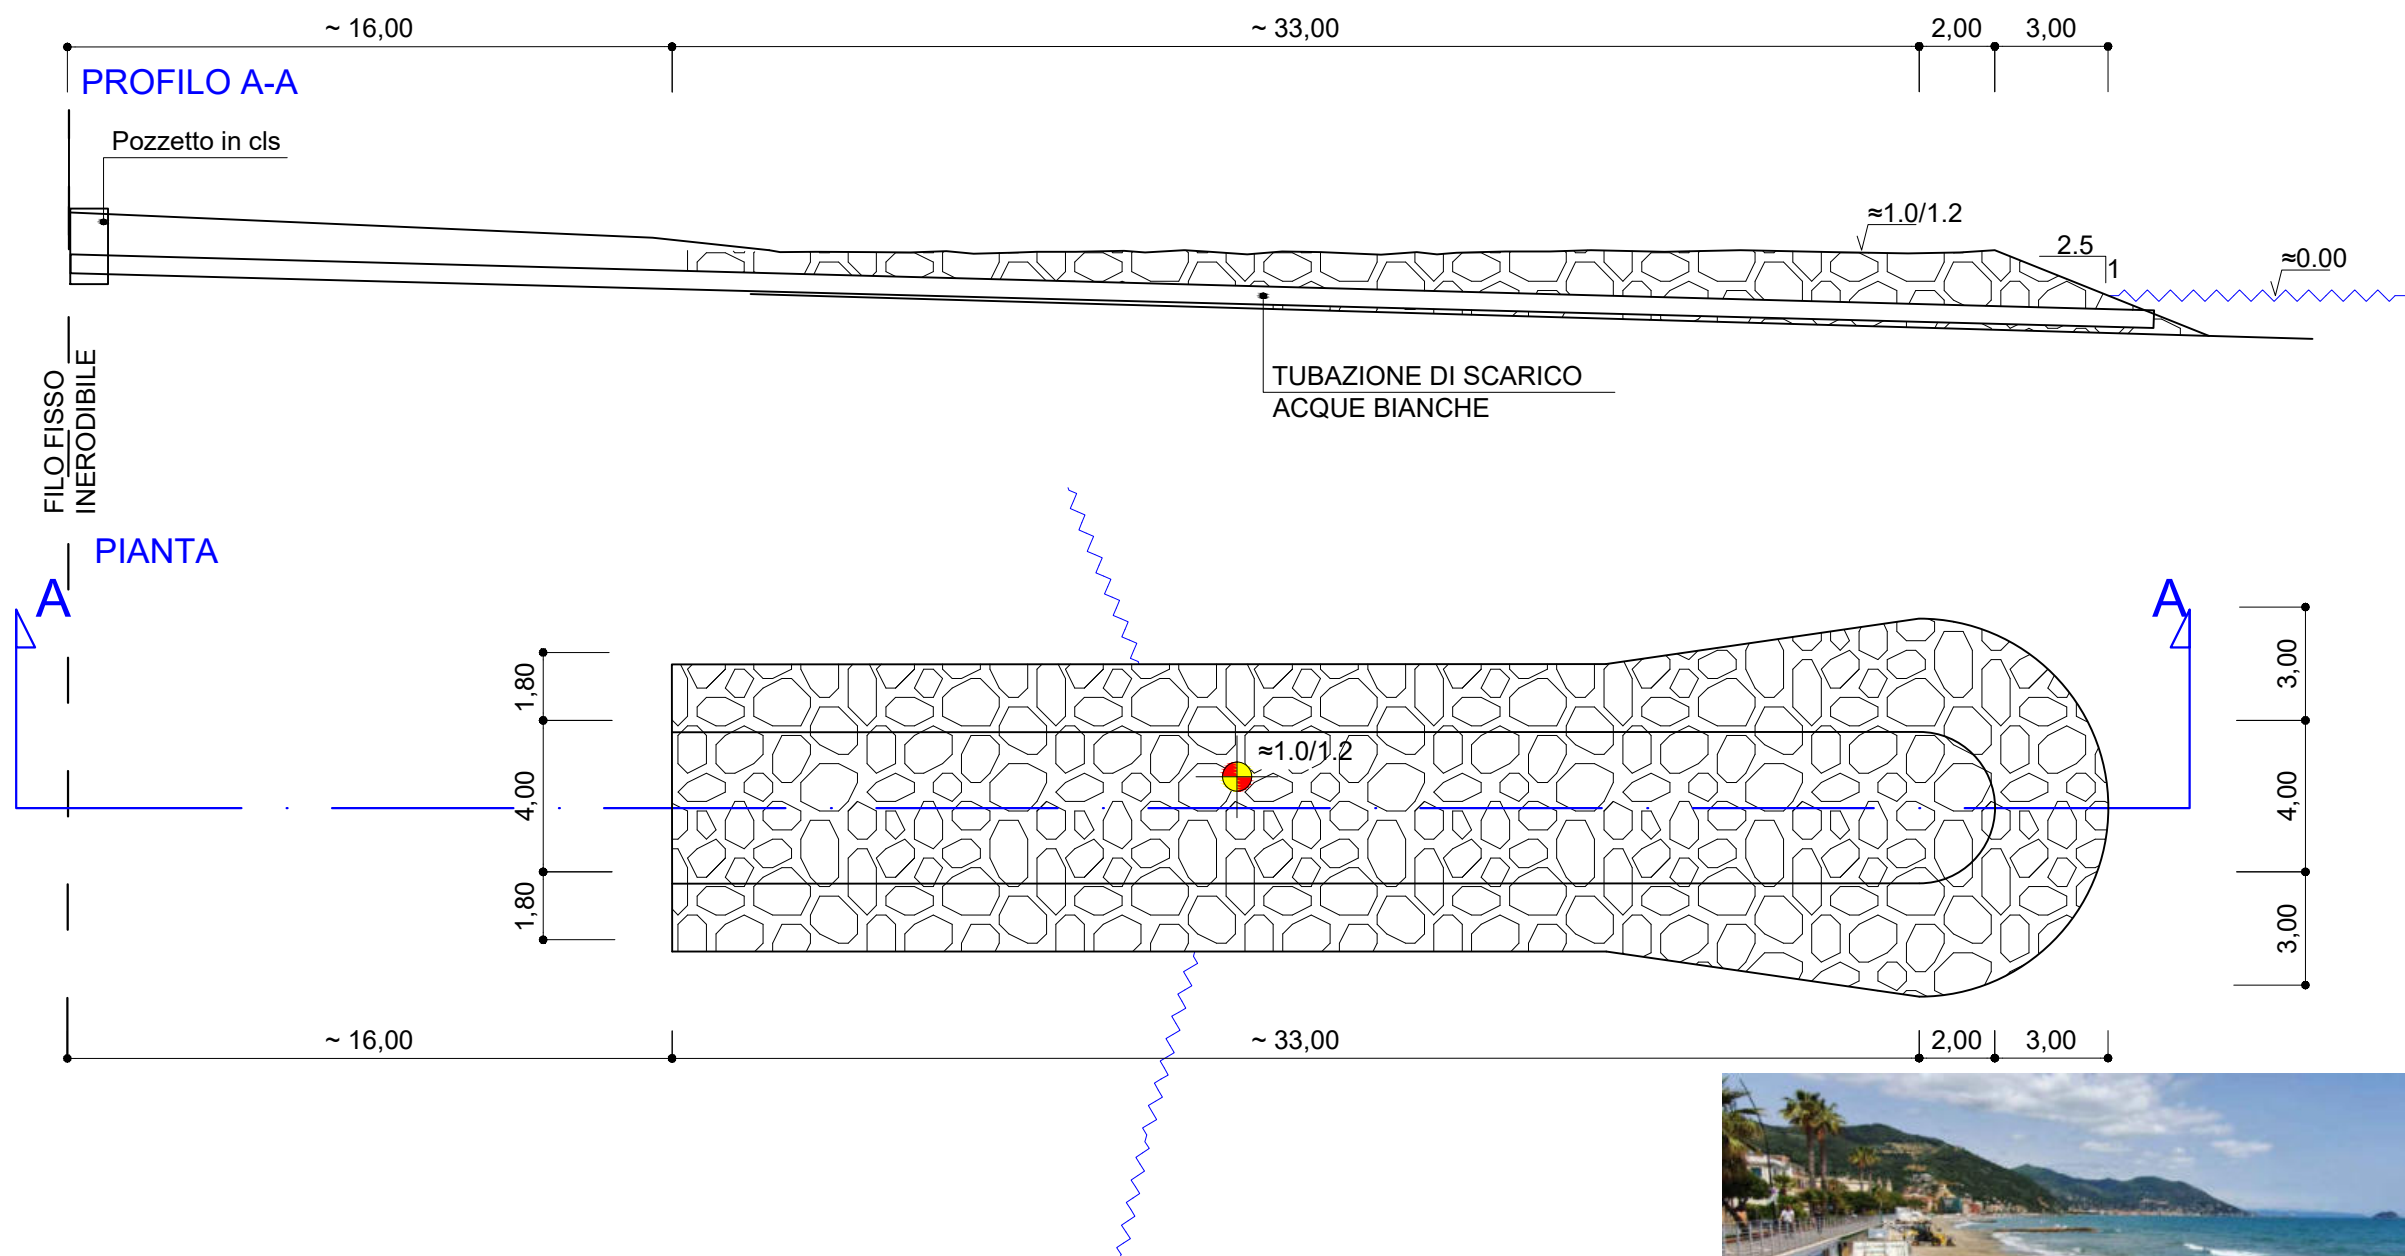 ~ 16,00
~ 33,00
2,00
3,00
PROFILO A-A
Pozzetto in cls
≈1.0/1.2
2.5
1
≈0.00
TUBAZIONE DI SCARICO
ACQUE BIANCHE
FILO FISSO
INERODIBILE
PIANTA
A
A
1,80
4,00
1,80
≈1.0/1.2
3,00
4,00
3,00
~ 16,00
~ 33,00
2,00
3,00